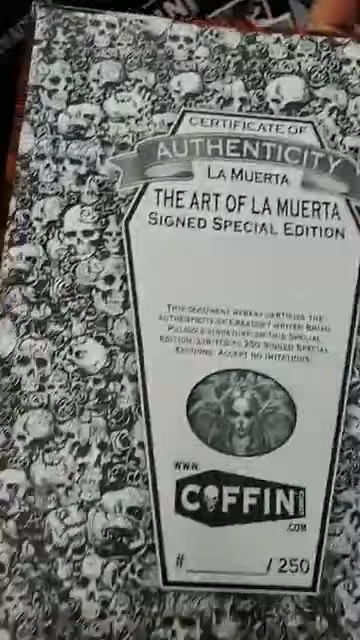 CERTIFICATE OF
AUTHENTICITY
LA MUERTA
THE ART OF LA MUERTA
SIGNED SPECIAL EDITION
THIS DOCUMENT HEREBY CERTIFIES THE
AUTHENTICITY OF CREATOR / WRITER BRIAN
PULIDO'S SIGNATURE ON THIS SPECIAL
EDITION. LIMITED TO 250 SIGNED SPECIAL
EDITIONS. ACCEPT NO IMITATIONS.
WWW.
COFFIN
.COM
#________ / 250